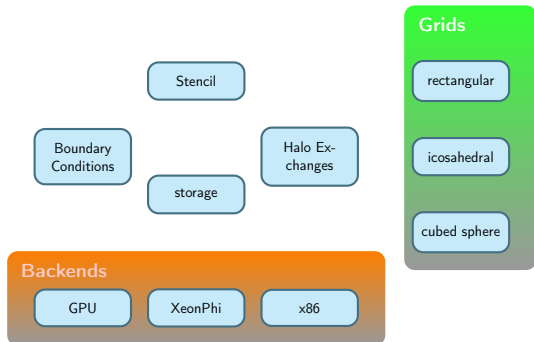 Stencil
Boundary
Conditions
Halo Ex-
changes
storage
Grids
rectangular
icosahedral
cubed sphere
Backends
GPU
XeonPhi
x86